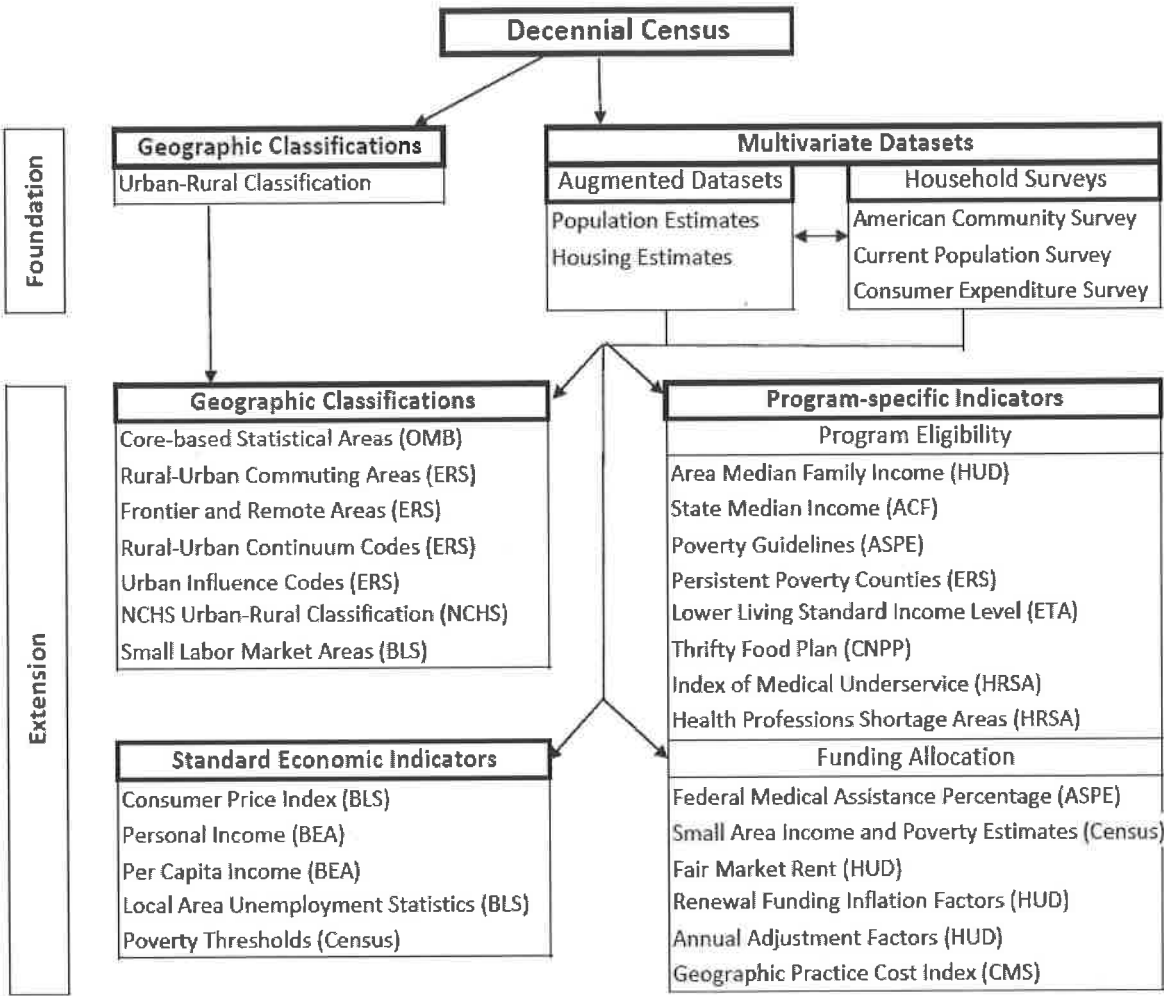 Decennial Census
Foundation
Geographic Classifications
Urban-Rural Classification
Multivariate Datasets
Augmented Datasets
Population Estimates
Housing Estimates
Household Surveys
American Community Survey
Current Population Survey
Consumer Expenditure Survey
Extension
Geographic Classifications
Core-based Statistical Areas (OMB)
Rural-Urban Commuting Areas (ERS)
Frontier and Remote Areas (ERS)
Rural-Urban Continuum Codes (ERS)
Urban Influence Codes (ERS)
NCHS Urban-Rural Classification (NCHS)
Small Labor Market Areas (BLS)
Standard Economic Indicators
Consumer Price Index (BLS)
Personal Income (BEA)
Per Capita Income (BEA)
Local Area Unemployment Statistics (BLS)
Poverty Thresholds (Census)
Program-specific Indicators
Program Eligibility
Area Median Family Income (HUD)
State Median Income (ACF)
Poverty Guidelines (ASPE)
Persistent Poverty Counties (ERS)
Lower Living Standard Income Level (ETA)
Thrifty Food Plan (CNPP)
Index of Medical Underservice (HRSA)
Health Professions Shortage Areas (HRSA)
Funding Allocation
Federal Medical Assistance Percentage (ASPE)
Small Area Income and Poverty Estimates (Census)
Fair Market Rent (HUD)
Renewal Funding Inflation Factors (HUD)
Annual Adjustment Factors (HUD)
Geographic Practice Cost Index (CMS)